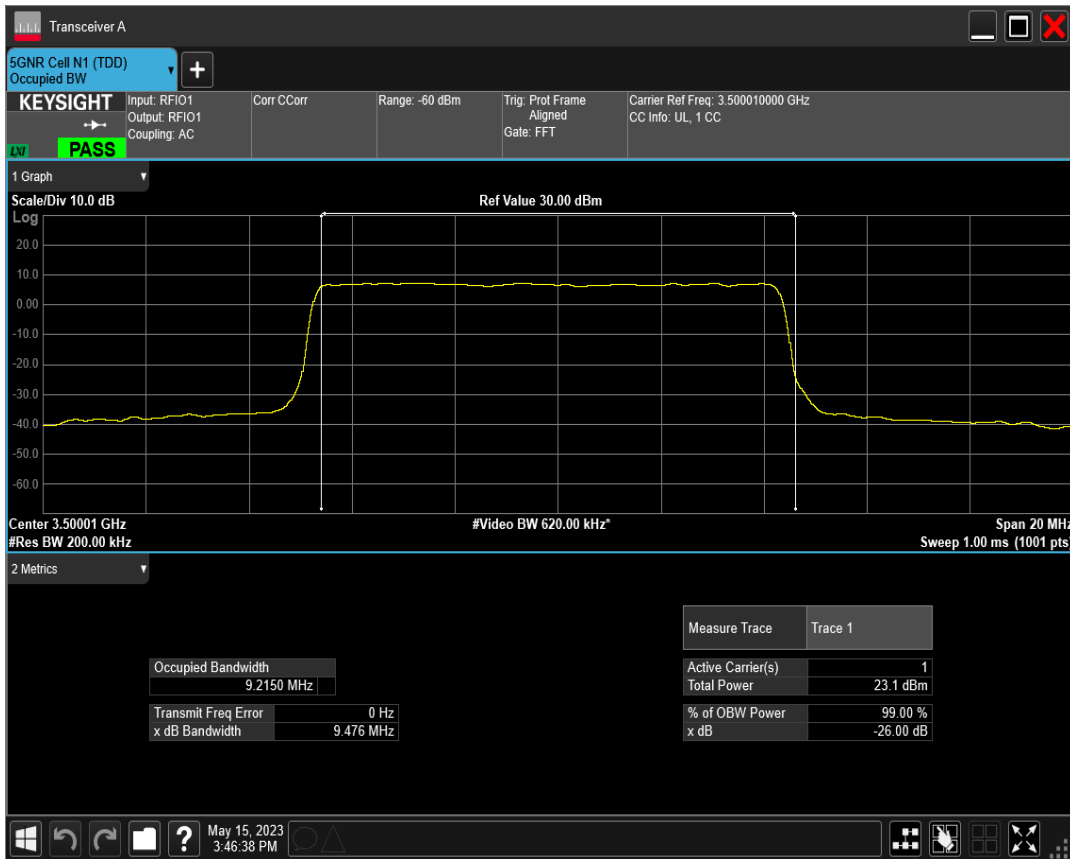 Transceiver A
5GNR Cell N1 (TDD)
Occupied BW
+
KEYSIGHT
LXI
PASS
Input: RFIO1
Output: RFIO1
Coupling: AC
Corr CCorr
Range: -60 dBm
Trig: Prot Frame
Aligned
Gate: FFT
Carrier Ref Freq: 3.500010000 GHz
CC Info: UL, 1 CC
1 Graph
Scale/Div 10.0 dB
Ref Value 30.00 dBm
Log
20.0
10.0
0.00
-10.0
-20.0
-30.0
-40.0
-50.0
-60.0
Center 3.50001 GHz
#Video BW 620.00 kHz*
Span 20 MHz
#Res BW 200.00 kHz
Sweep 1.00 ms (1001 pts)
2 Metrics
Measure Trace Trace 1
Occupied Bandwidth
9.2150 MHz
Active Carrier(s) 1
Total Power 23.1 dBm
Transmit Freq Error 0 Hz
x dB Bandwidth 9.476 MHz
% of OBW Power 99.00 %
x dB -26.00 dB
?
May 15, 2023
3:46:38 PM